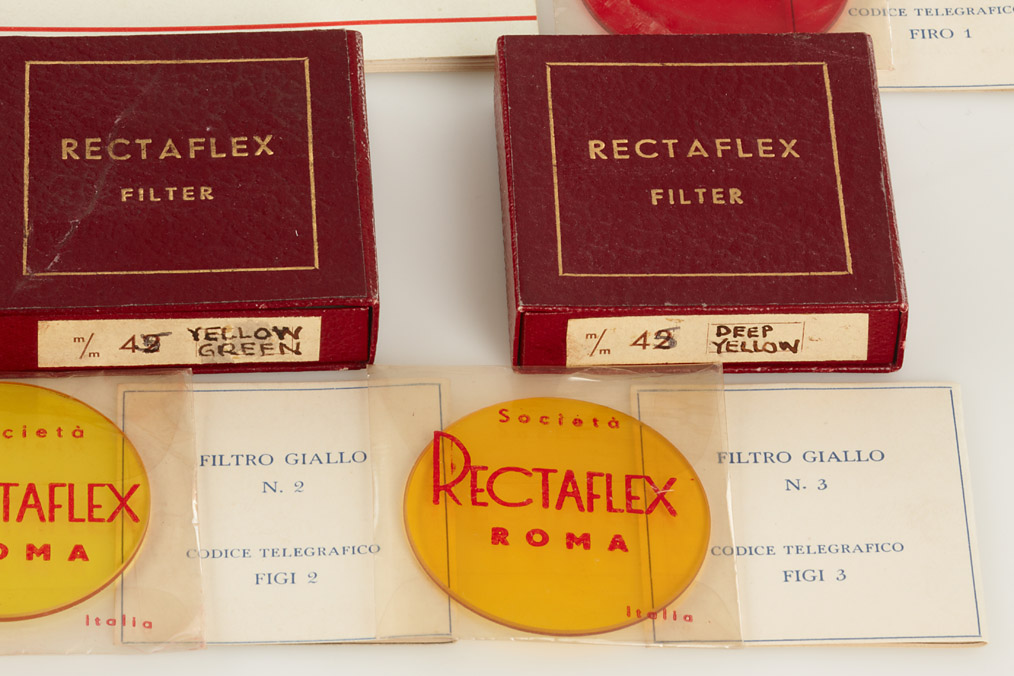 CODICE TELEGRAFICO
FIRO 1
RECTAFLEX
FILTER
m/m 42 YELLOW
GREEN
RECTAFLEX
FILTER
m/m 42 DEEP
YELLOW
cietà
TAFLEX
OMA
Italia
FILTRO GIALLO
N. 2
CODICE TELEGRAFICO
FIGI 2
Società
RECTAFLEX
ROMA
Italia
FILTRO GIALLO
N. 3
CODICE TELEGRAFICO
FIGI 3